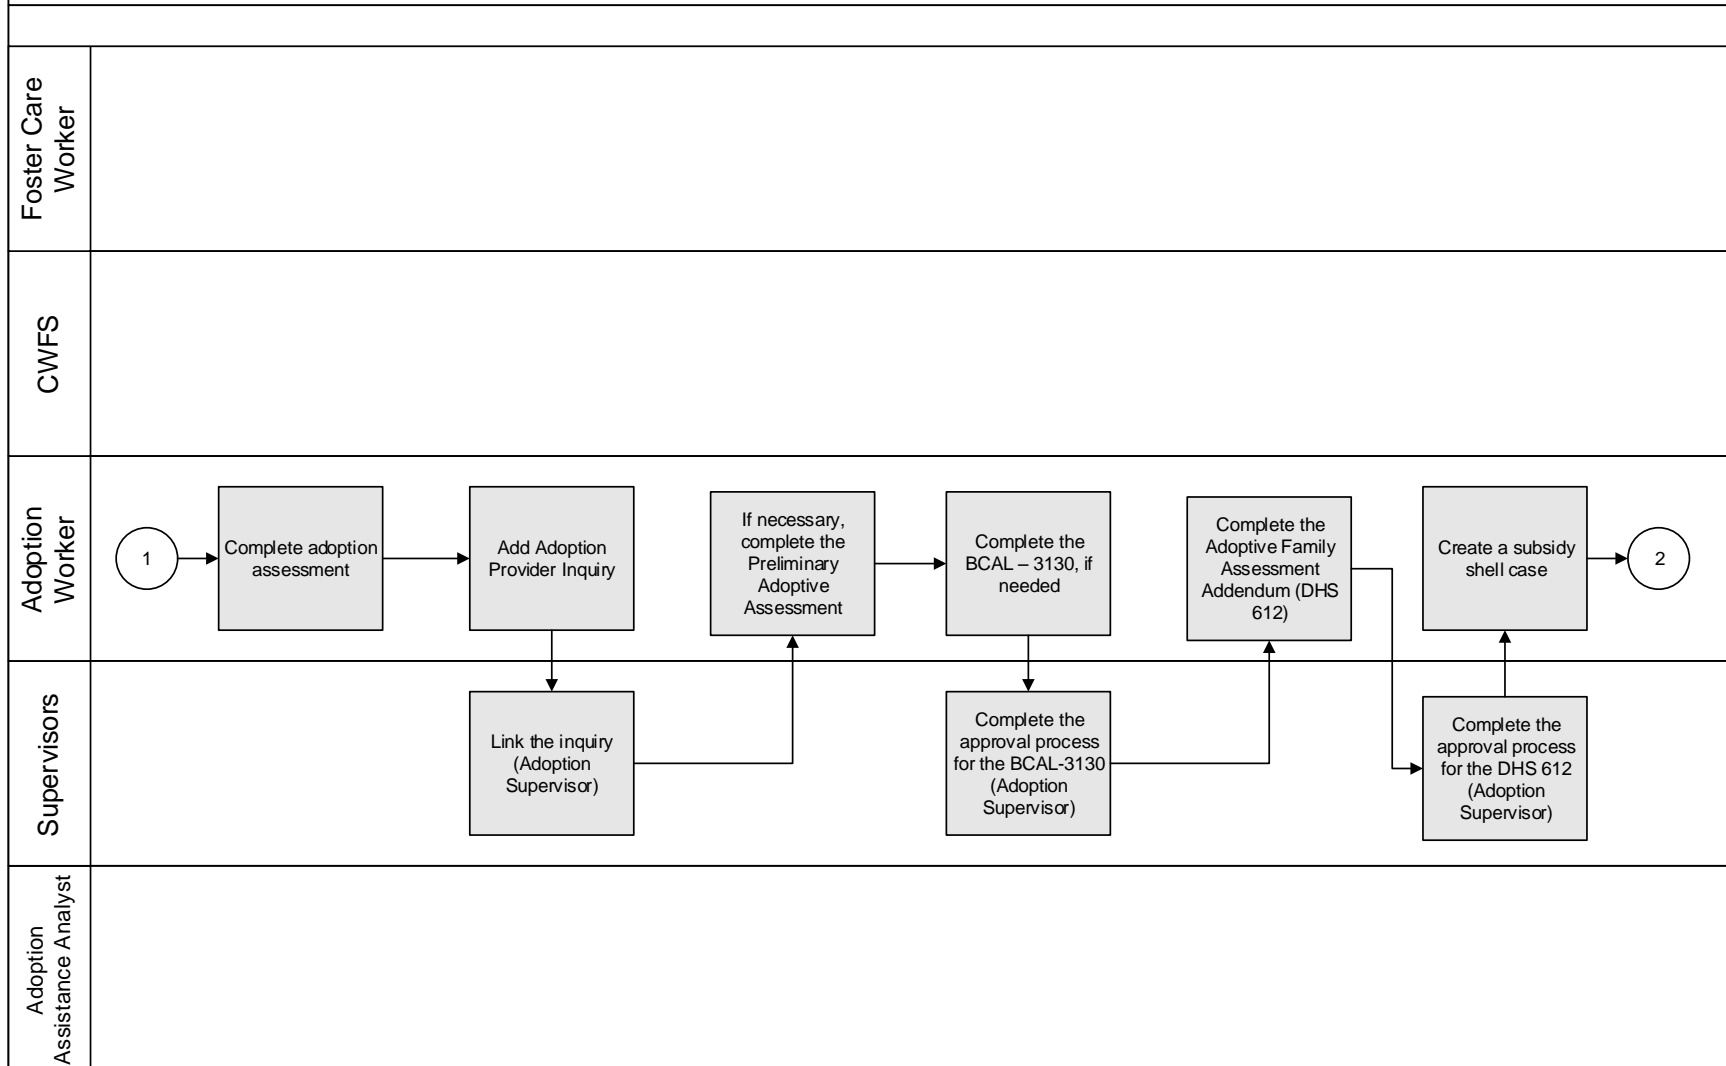 Foster Care
Worker
CWFS
Adoption
Worker
1
Complete adoption
assessment
Add Adoption
Provider Inquiry
If necessary,
complete the
Preliminary
Adoptive
Assessment
Complete the
BCAL – 3130, if
needed
Complete the
Adoptive Family
Assessment
Addendum (DHS
612)
Create a subsidy
shell case
2
Supervisors
Link the inquiry
(Adoption
Supervisor)
Complete the
approval process
for the BCAL-3130
(Adoption
Supervisor)
Complete the
approval process
for the DHS 612
(Adoption
Supervisor)
Adoption
Assistance Analyst